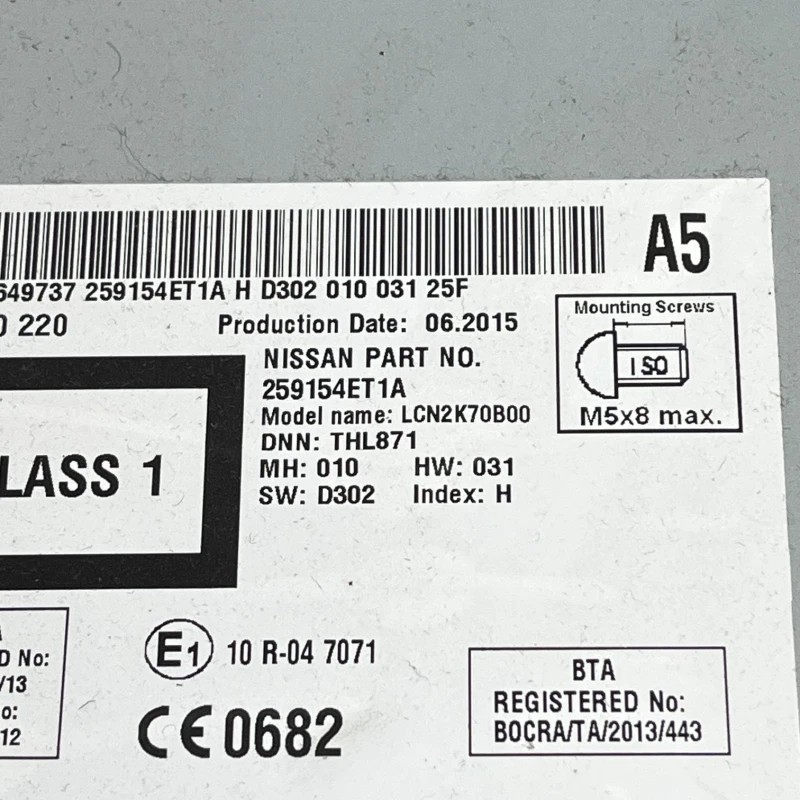 A5
649737 259154ET1A H D302 010 031 25F
0 220
Production Date: 06.2015
Mounting Screws
ISO
M5x8 max.
NISSAN PART NO.
259154ET1A
Model name: LCN2K70B00
DNN: THL871
MH: 010 HW: 031
SW: D302 Index: H
LASS 1
D No:
/13
o:
12
E1 10 R-04 7071
CE 0682
BTA
REGISTERED No:
BOCRA/TA/2013/443